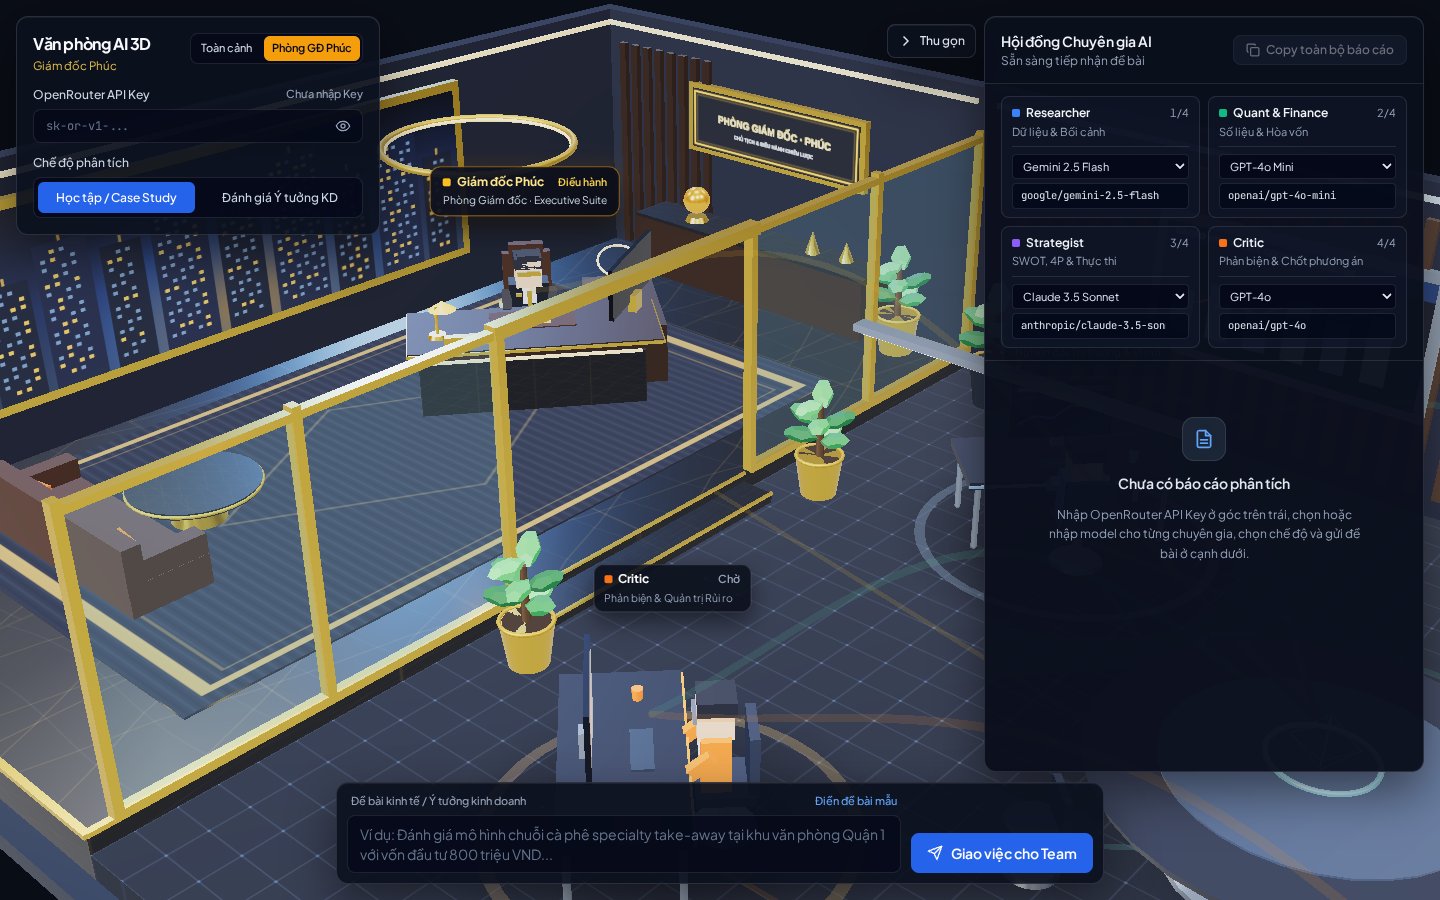 Văn phòng AI 3D
Giám đốc Phúc
Toàn cảnh
Phòng GĐ Phúc
OpenRouter API Key
Chưa nhập Key
sk-or-v1-...
Chế độ phân tích
Học tập / Case Study
Đánh giá Ý tưởng KD
Giám đốc Phúc
Điều hành
Phòng Giám đốc · Executive Suite
PHÒNG GIÁM ĐỐC · PHÚC
CHỦ TỊCH & ĐIỀU HÀNH CHIẾN LƯỢC
Thu gọn
Hội đồng Chuyên gia AI
Sẵn sàng tiếp nhận đề bài
Copy toàn bộ báo cáo
Researcher
1/4
Dữ liệu & Bối cảnh
Gemini 2.5 Flash
google/gemini-2.5-flash
Quant & Finance
2/4
Số liệu & Hòa vốn
GPT-4o Mini
openai/gpt-4o-mini
Strategist
3/4
SWOT, 4P & Thực thi
Claude 3.5 Sonnet
anthropic/claude-3.5-son
Critic
4/4
Phản biện & Chốt phương án
GPT-4o
openai/gpt-4o
Chưa có báo cáo phân tích
Nhập OpenRouter API Key ở góc trên trái, chọn hoặc
nhập model cho từng chuyên gia, chọn chế độ và gửi đề
bài ở cạnh dưới.
Critic
Chờ
Phản biện & Quản trị Rủi ro
Đề bài kinh tế / Ý tưởng kinh doanh
Điền đề bài mẫu
Ví dụ: Đánh giá mô hình chuỗi cà phê specialty take-away tại khu văn phòng Quận 1
với vốn đầu tư 800 triệu VND...
Giao việc cho Team